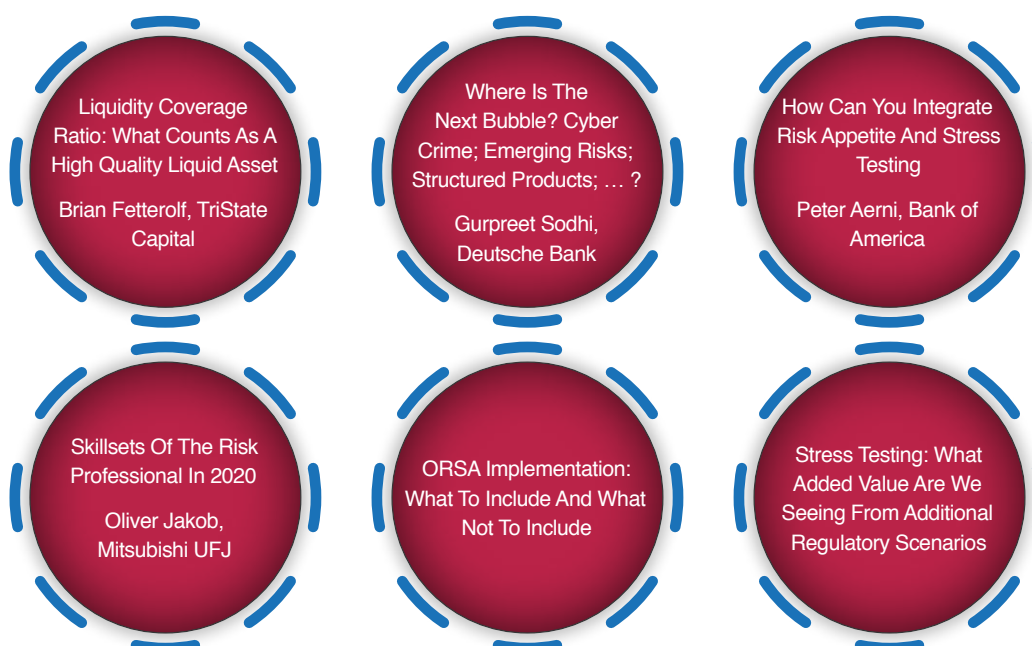 Liquidity Coverage
Ratio: What Counts As A
High Quality Liquid Asset
Brian Fetterolf, TriState
Capital
Where Is The
Next Bubble? Cyber
Crime; Emerging Risks;
Structured Products; … ?
Gurpreet Sodhi,
Deutsche Bank
How Can You Integrate
Risk Appetite And Stress
Testing
Peter Aerni, Bank of
America
Skillsets Of The Risk
Professional In 2020
Oliver Jakob,
Mitsubishi UFJ
ORSA Implementation:
What To Include And What
Not To Include
Stress Testing: What
Added Value Are We
Seeing From Additional
Regulatory Scenarios